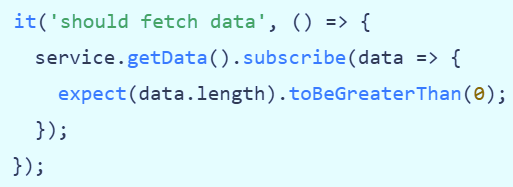 it('should fetch data', () => {
  service.getData().subscribe(data => {
    expect(data.length).toBeGreaterThan(0);
  });
});